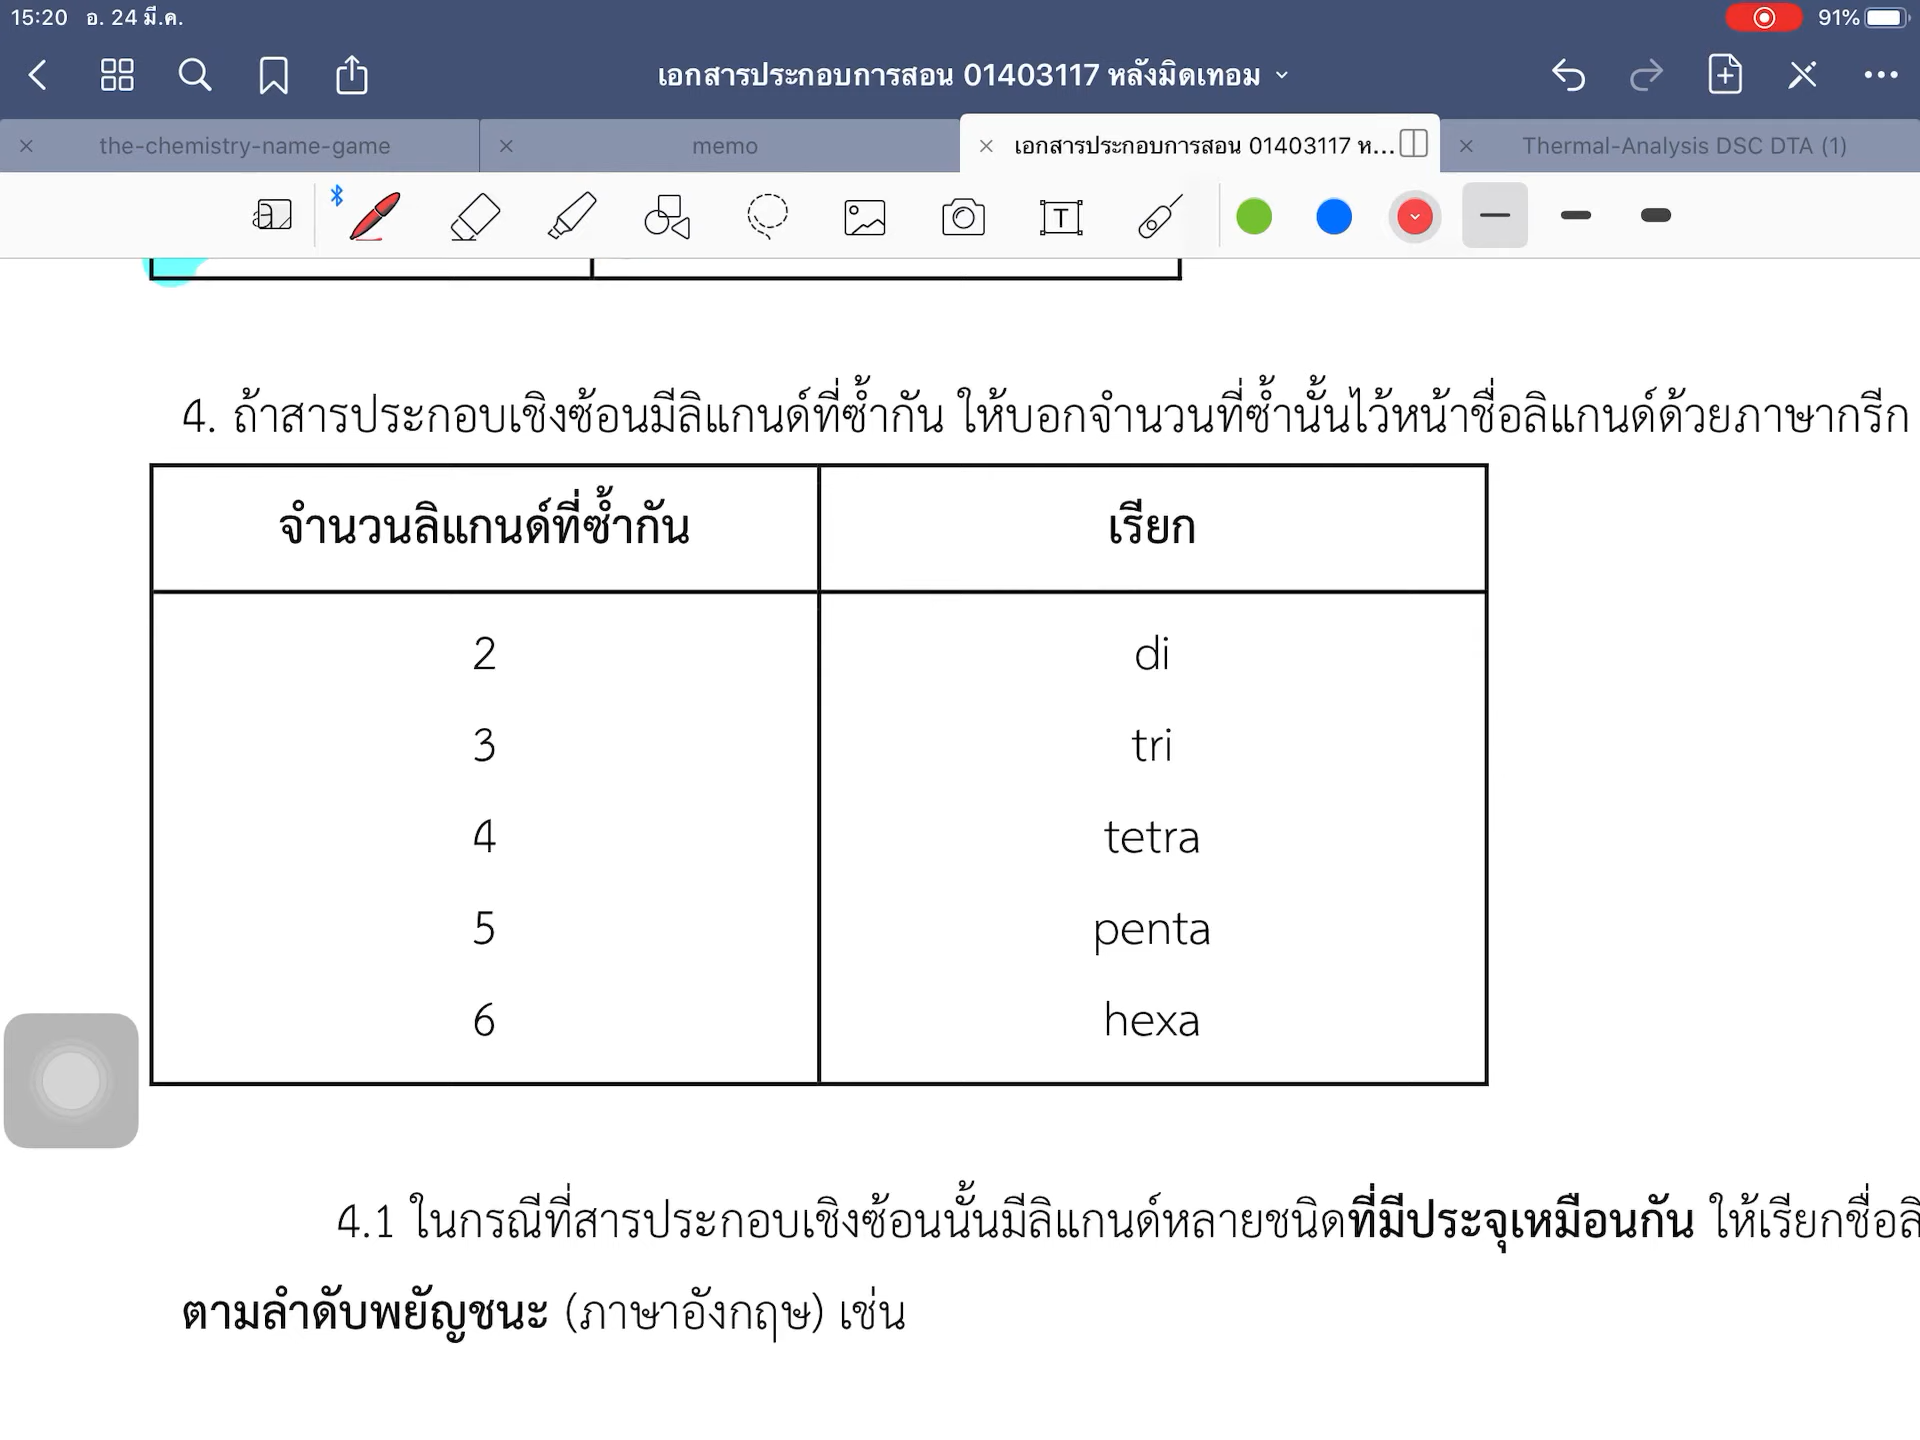 15:20 อ. 24 มี.ค. 91%
เอกสารประกอบการสอน 01403117 หลังมิดเทอม
the-chemistry-name-game memo เอกสารประกอบการสอน 01403117 ห... Thermal-Analysis DSC DTA (1)
4. ถ้าสารประกอบเชิงซ้อนมีลิแกนด์ที่ซ้ำกัน ให้บอกจำนวนที่ซ้ำนั้นไว้หน้าชื่อลิแกนด์ด้วยภาษากรีก
จำนวนลิแกนด์ที่ซ้ำกัน เรียก
2 di
3 tri
4 tetra
5 penta
6 hexa
4.1 ในกรณีที่สารประกอบเชิงซ้อนนั้นมีลิแกนด์หลายชนิดที่มีประจุเหมือนกัน ให้เรียกชื่อลิ
ตามลำดับพยัญชนะ (ภาษาอังกฤษ) เช่น